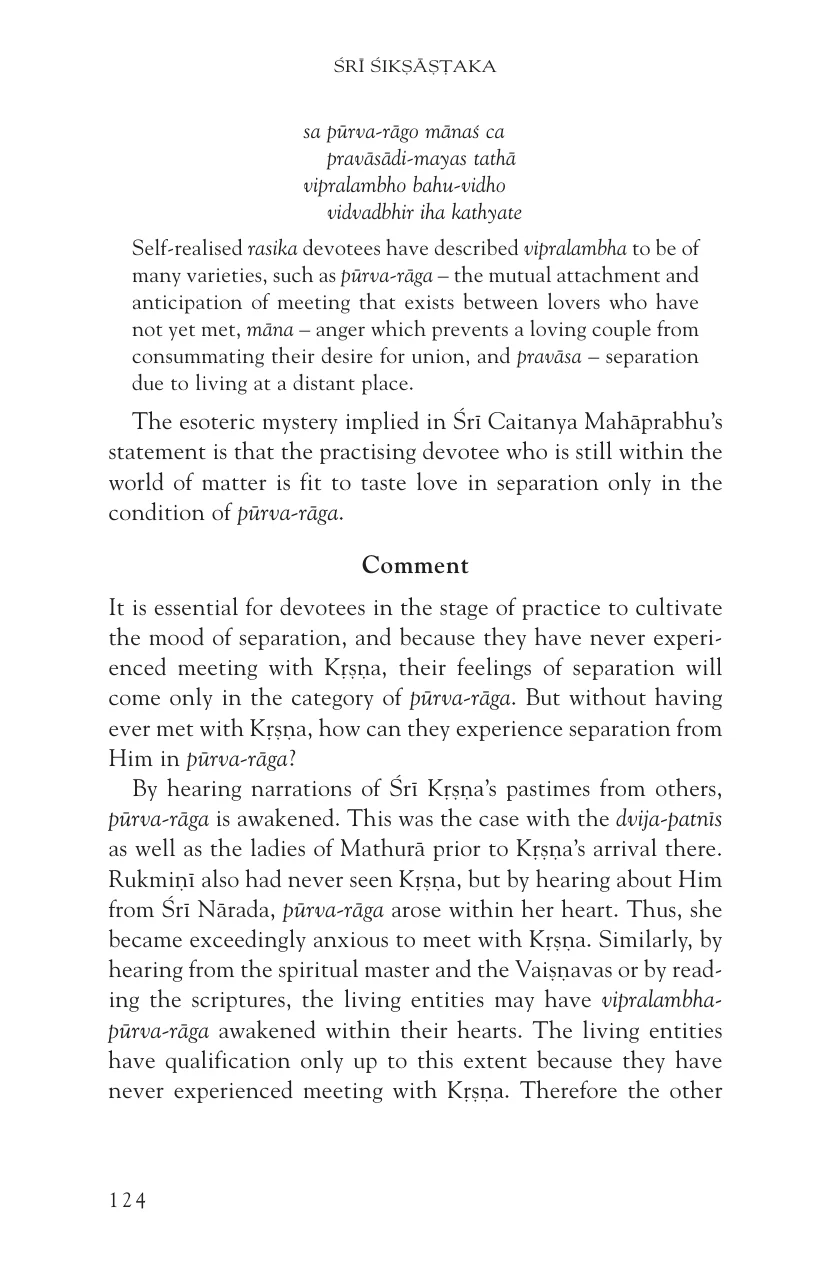 ŚRĪ ŚIKṢĀṢṬAKA
sa pūrva-rāgo mānaś ca
pravāsādi-mayas tathā
vipralambho bahu-vidho
vidvadbhir iha kathyate
Self-realised rasika devotees have described vipralambha to be of
many varieties, such as pūrva-rāga – the mutual attachment and
anticipation of meeting that exists between lovers who have
not yet met, māna – anger which prevents a loving couple from
consummating their desire for union, and pravāsa – separation
due to living at a distant place.
The esoteric mystery implied in Śrī Caitanya Mahāprabhu’s
statement is that the practising devotee who is still within the
world of matter is fit to taste love in separation only in the
condition of pūrva-rāga.
Comment
It is essential for devotees in the stage of practice to cultivate
the mood of separation, and because they have never experi-
enced meeting with Kṛṣṇa, their feelings of separation will
come only in the category of pūrva-rāga. But without having
ever met with Kṛṣṇa, how can they experience separation from
Him in pūrva-rāga?
By hearing narrations of Śrī Kṛṣṇa’s pastimes from others,
pūrva-rāga is awakened. This was the case with the dvija-patnīs
as well as the ladies of Mathurā prior to Kṛṣṇa’s arrival there.
Rukmiṇī also had never seen Kṛṣṇa, but by hearing about Him
from Śrī Nārada, pūrva-rāga arose within her heart. Thus, she
became exceedingly anxious to meet with Kṛṣṇa. Similarly, by
hearing from the spiritual master and the Vaiṣṇavas or by read-
ing the scriptures, the living entities may have vipralambha-
pūrva-rāga awakened within their hearts. The living entities
have qualification only up to this extent because they have
never experienced meeting with Kṛṣṇa. Therefore the other
124